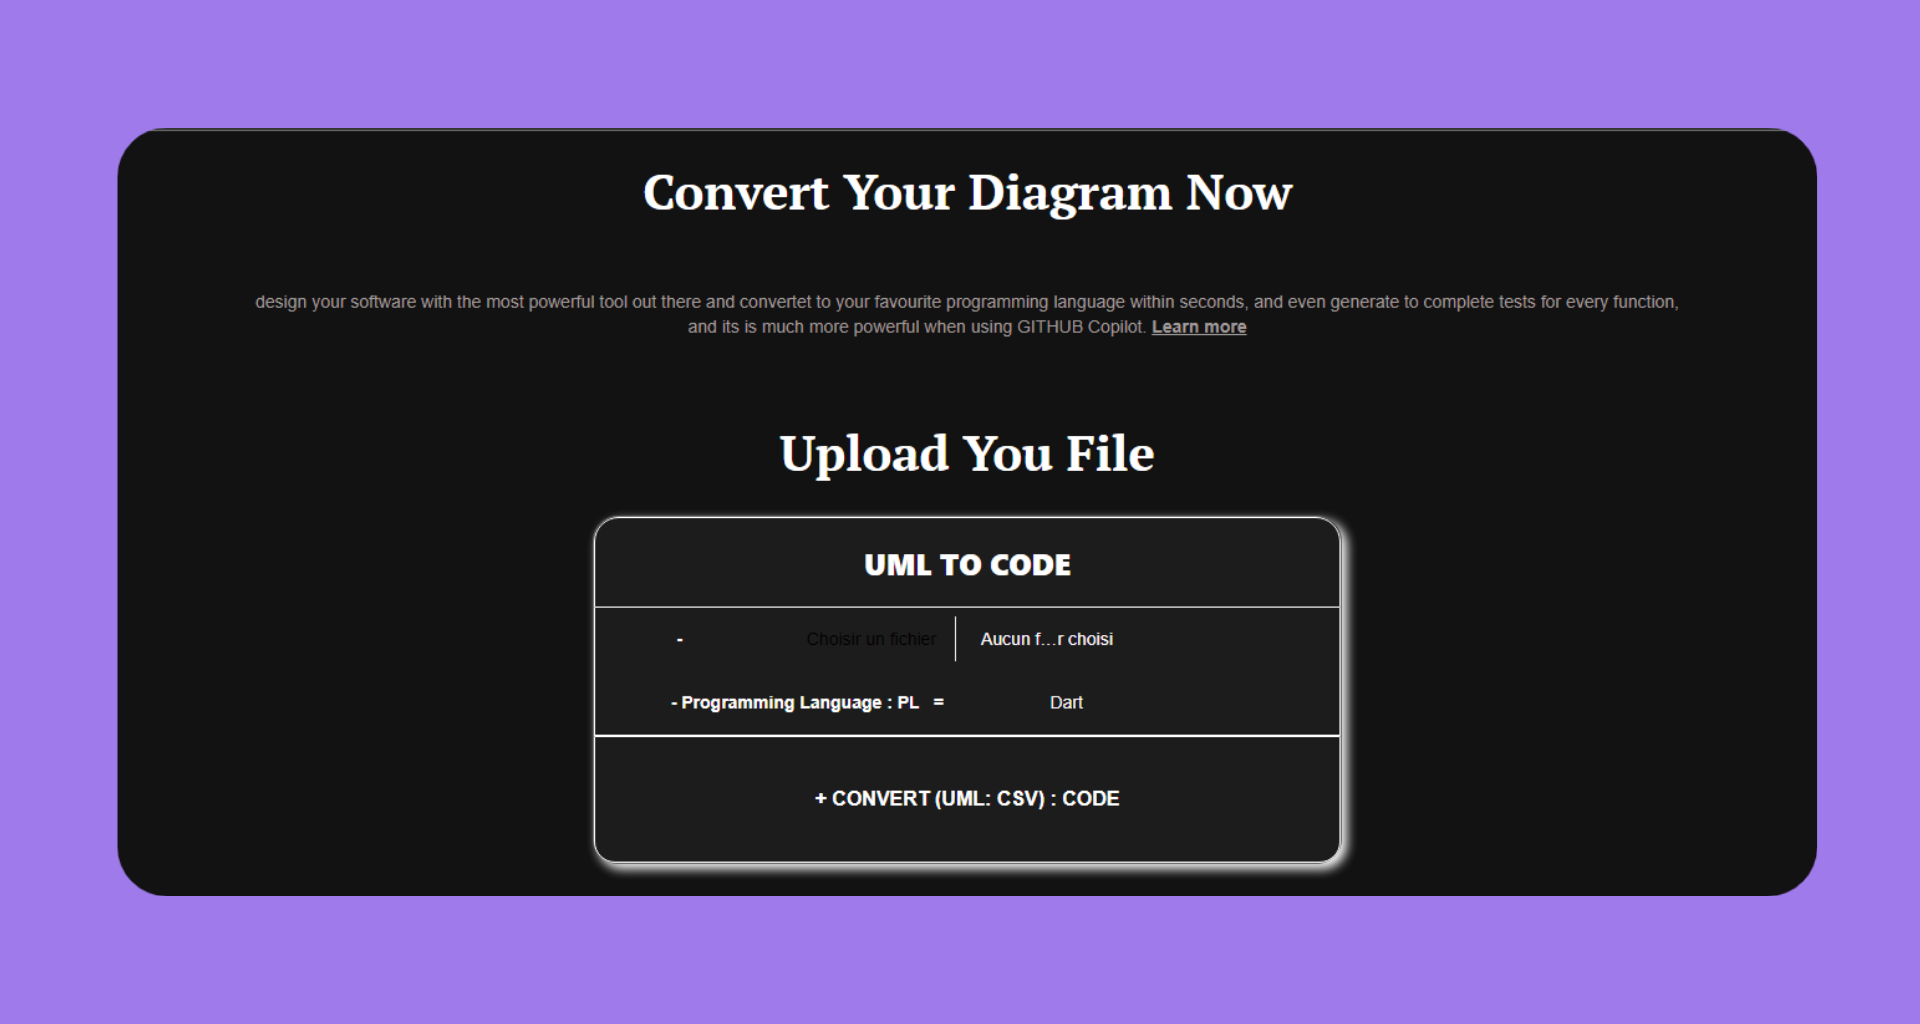 Convert Your Diagram Now
design your software with the most powerful tool out there and convertet to your favourite programming language within seconds, and even generate to complete tests for every function,
and its is much more powerful when using GITHUB Copilot. Learn more
Upload You File
UML TO CODE
- Choisir un fichier Aucun f...r choisi
- Programming Language : PL = Dart
+ CONVERT (UML: CSV) : CODE